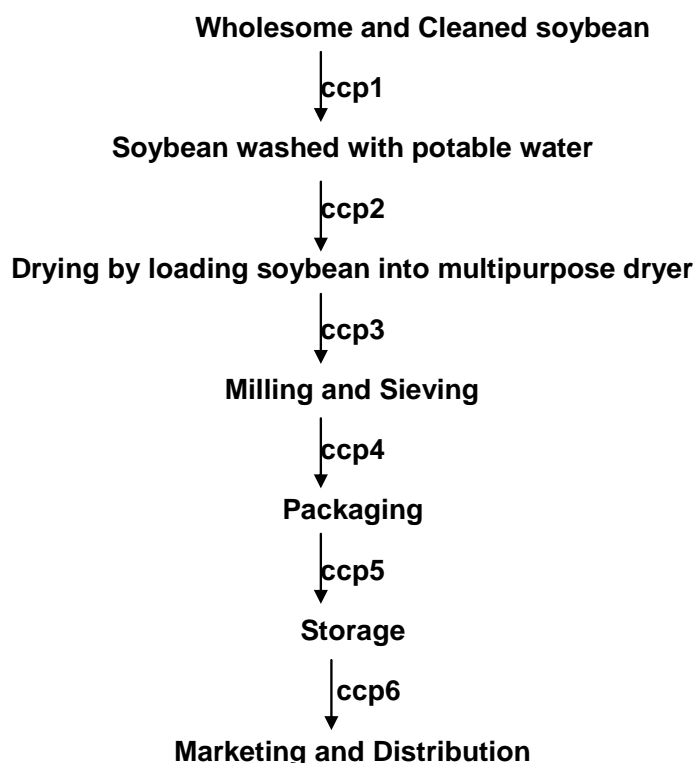 Wholesome and Cleaned soybean
ccp1
Soybean washed with potable water
ccp2
Drying by loading soybean into multipurpose dryer
ccp3
Milling and Sieving
ccp4
Packaging
ccp5
Storage
ccp6
Marketing and Distribution